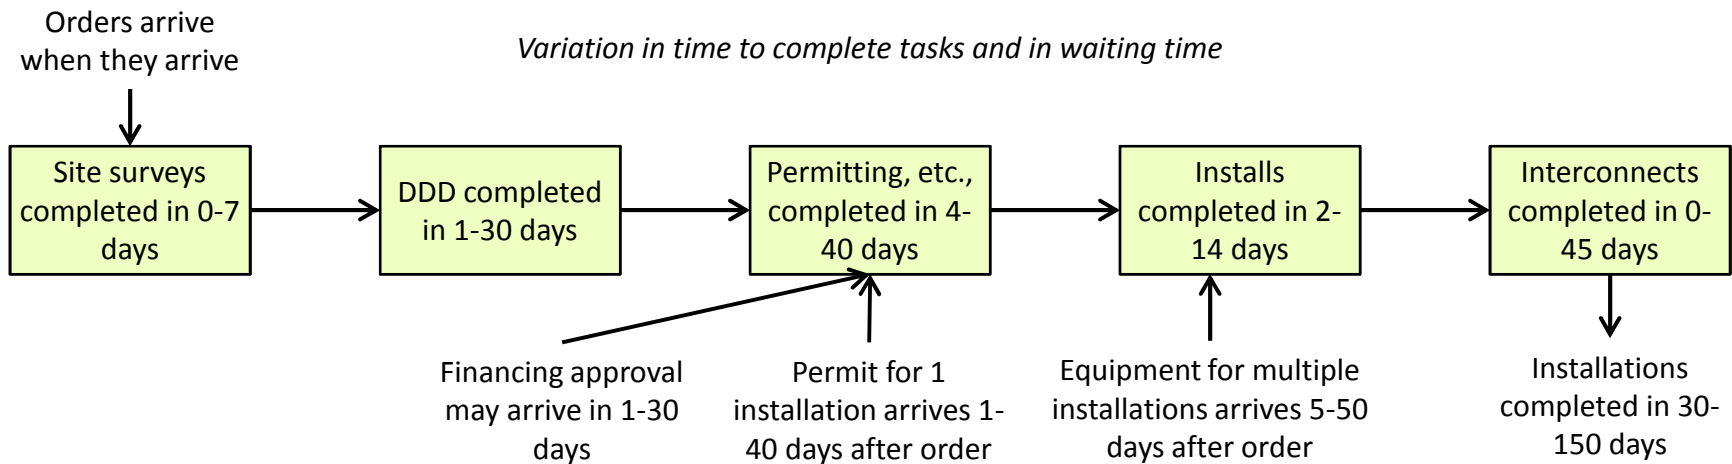 Orders arrive
when they arrive
Variation in time to complete tasks and in waiting time
Site surveys
completed in 0-7
days
DDD completed
in 1-30 days
Permitting, etc.,
completed in 4-
40 days
Installs
completed in 2-
14 days
Interconnects
completed in 0-
45 days
Financing approval
may arrive in 1-30
days
Permit for 1
installation arrives 1-
40 days after order
Equipment for multiple
installations arrives 5-50
days after order
Installations
completed in 30-
150 days